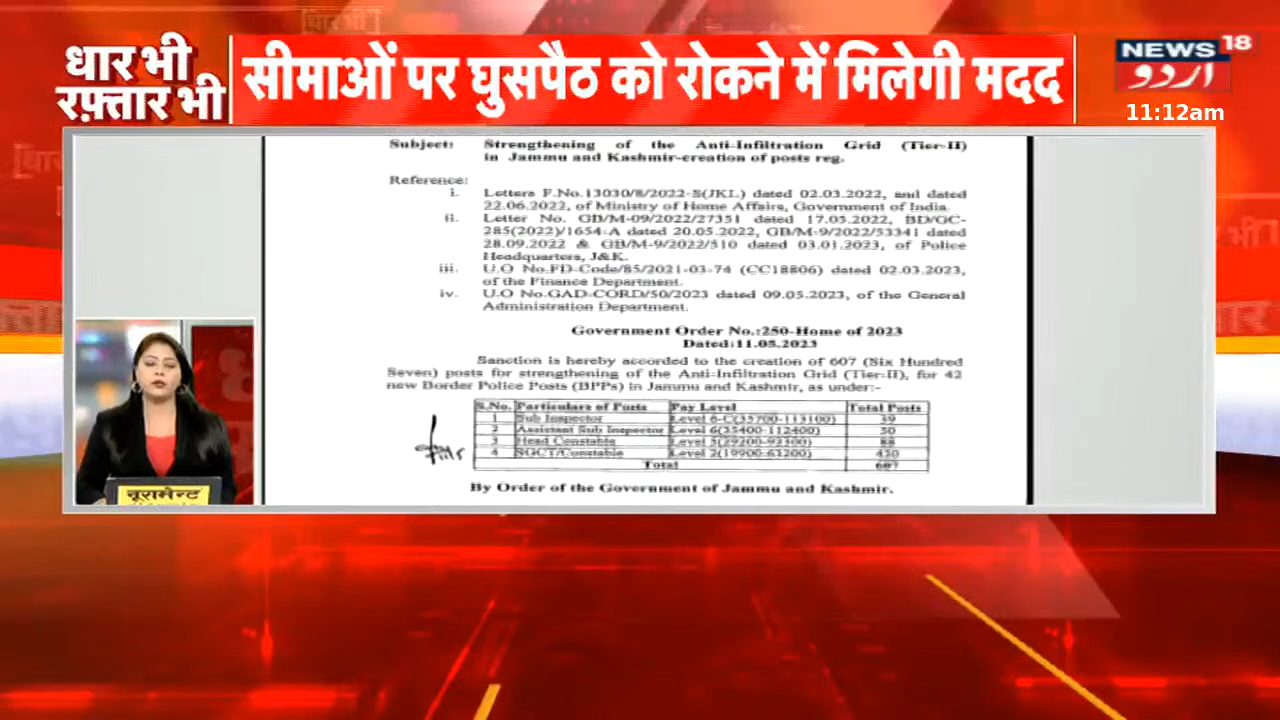 धार भी
रफ़्तार भी
सीमाओं पर घुसपैठ को रोकने में मिलेगी मदद
NEWS 18
اردو
11:12am
Subject: Strengthening of the Anti-Infiltration Grid (Tier-II)
in Jammu and Kashmir-creation of posts reg.
Reference:
i. Letters F.No.13030/8/2022-S(JKL) dated 02.03.2022, and dated
22.06.2022, of Ministry of Home Affairs, Government of India.
ii. Letter No. GB/M-09/2022/27351 dated 17.05.2022, BD/GC-
285(2022)/1654-A dated 20.05.2022, GB/M-9/2022/53341 dated
28.09.2022 & GB/M-9/2022/510 dated 03.01.2023, of Police
Headquarters, J&K.
iii. U.O No.FD-Code/85/2021-03-74 (CC18806) dated 02.03.2023,
of the Finance Department.
iv. U.O No.GAD-CORD/50/2023 dated 09.05.2023, of the General
Administration Department.
Government Order No.:250-Home of 2023
Dated:11.05.2023
Sanction is hereby accorded to the creation of 607 (Six Hundred
Seven) posts for strengthening of the Anti-Infiltration Grid (Tier-II), for 42
new Border Police Posts (BPPs) in Jammu and Kashmir, as under:-
S.No. Particulars of Posts Pay Level Total Posts
1 Sub Inspector Level 6-C(35700-113100) 39
2 Assistant Sub Inspector Level 6(35400-112400) 50
3 Head Constable Level 5(29200-92300) 88
4 SGCT/Constable Level 2(19900-63200) 430
Total 607
By Order of the Government of Jammu and Kashmir.